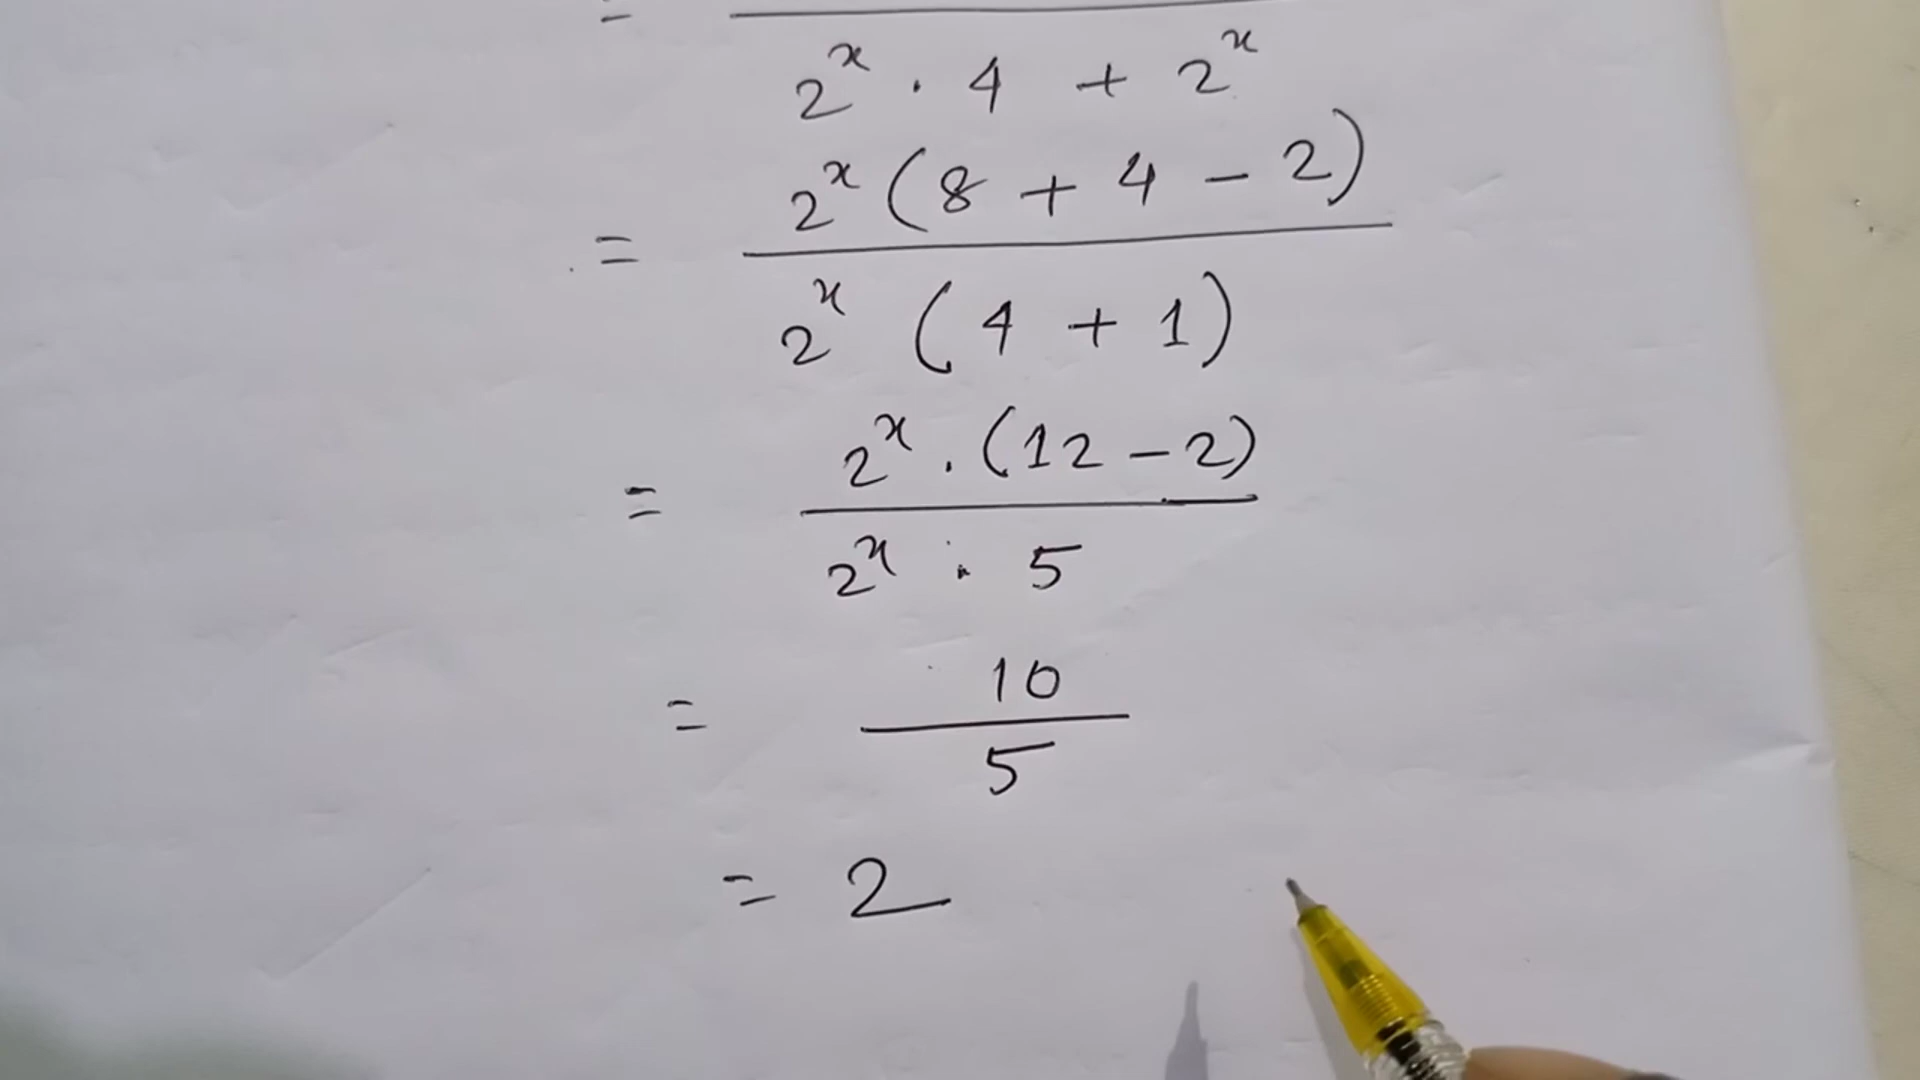 =
2^x . 4 + 2^x
= 2^x (8 + 4 - 2) / 2^x (4 + 1)
= 2^x . (12 - 2) / 2^x . 5
= 10 / 5
= 2